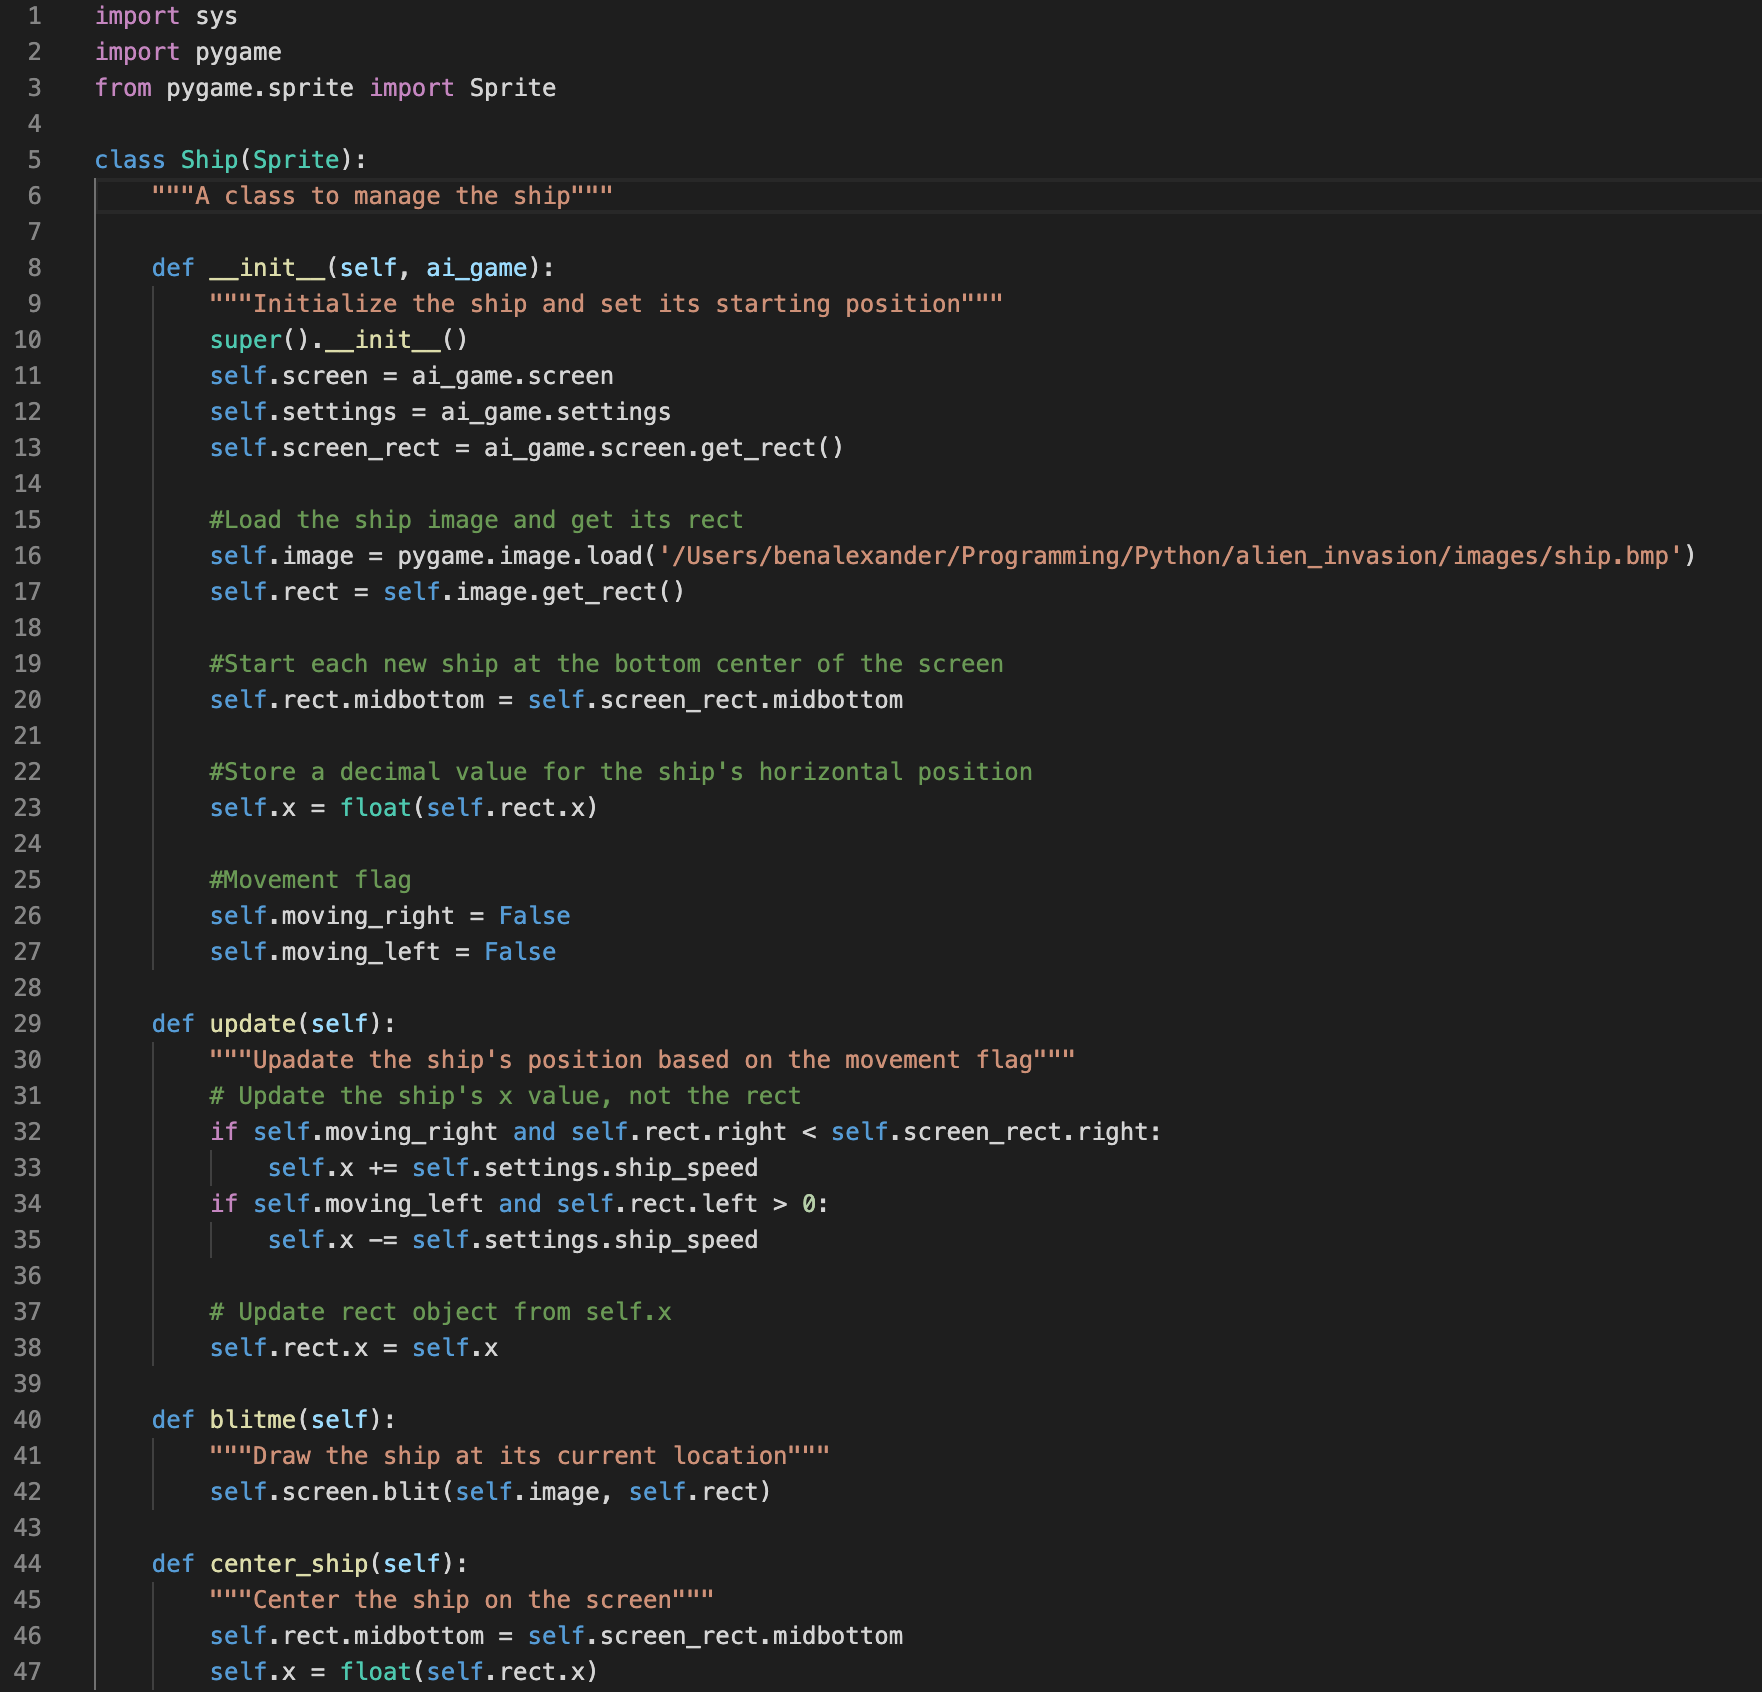 1 import sys
2 import pygame
3 from pygame.sprite import Sprite
4
5 class Ship(Sprite):
6     """A class to manage the ship"""
7
8     def __init__(self, ai_game):
9         """Initialize the ship and set its starting position"""
10         super().__init__()
11         self.screen = ai_game.screen
12         self.settings = ai_game.settings
13         self.screen_rect = ai_game.screen.get_rect()
14
15         #Load the ship image and get its rect
16         self.image = pygame.image.load('/Users/benalexander/Programming/Python/alien_invasion/images/ship.bmp')
17         self.rect = self.image.get_rect()
18
19         #Start each new ship at the bottom center of the screen
20         self.rect.midbottom = self.screen_rect.midbottom
21
22         #Store a decimal value for the ship's horizontal position
23         self.x = float(self.rect.x)
24
25         #Movement flag
26         self.moving_right = False
27         self.moving_left = False
28
29     def update(self):
30         """Upadate the ship's position based on the movement flag"""
31         # Update the ship's x value, not the rect
32         if self.moving_right and self.rect.right < self.screen_rect.right:
33             self.x += self.settings.ship_speed
34         if self.moving_left and self.rect.left > 0:
35             self.x -= self.settings.ship_speed
36
37         # Update rect object from self.x
38         self.rect.x = self.x
39
40     def blitme(self):
41         """Draw the ship at its current location"""
42         self.screen.blit(self.image, self.rect)
43
44     def center_ship(self):
45         """Center the ship on the screen"""
46         self.rect.midbottom = self.screen_rect.midbottom
47         self.x = float(self.rect.x)